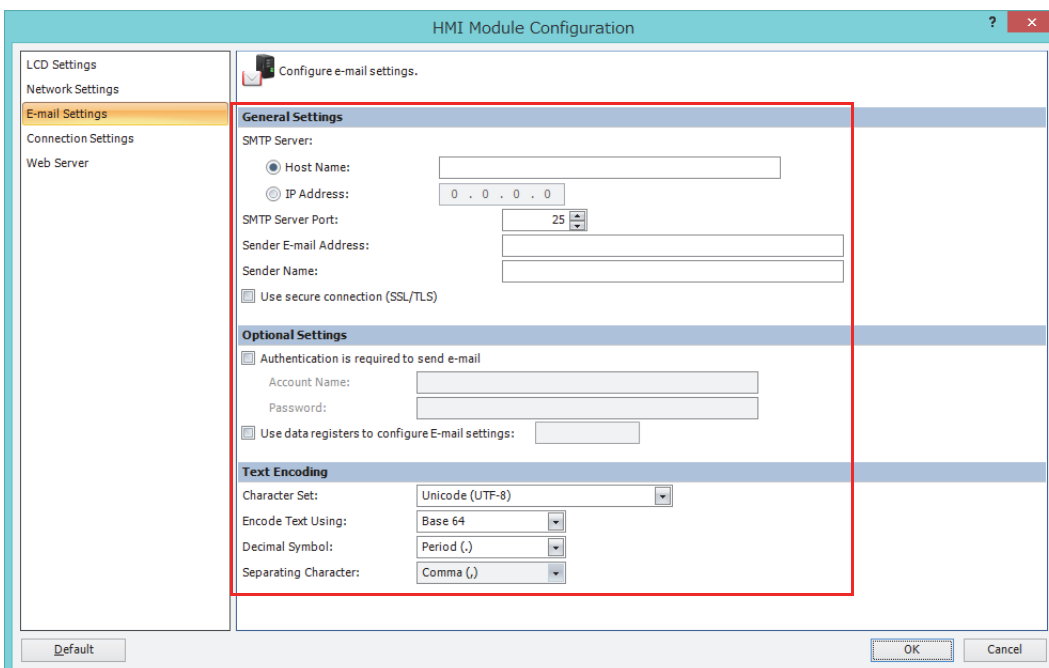 HMI Module Configuration
?
LCD Settings
Network Settings
E-mail Settings
Connection Settings
Web Server
Configure e-mail settings.
General Settings
SMTP Server:
Host Name:
IP Address: 0 . 0 . 0 . 0
SMTP Server Port: 25
Sender E-mail Address:
Sender Name:
Use secure connection (SSL/TLS)
Optional Settings
Authentication is required to send e-mail
Account Name:
Password:
Use data registers to configure E-mail settings:
Text Encoding
Character Set: Unicode (UTF-8)
Encode Text Using: Base 64
Decimal Symbol: Period (.)
Separating Character: Comma (,)
Default OK Cancel